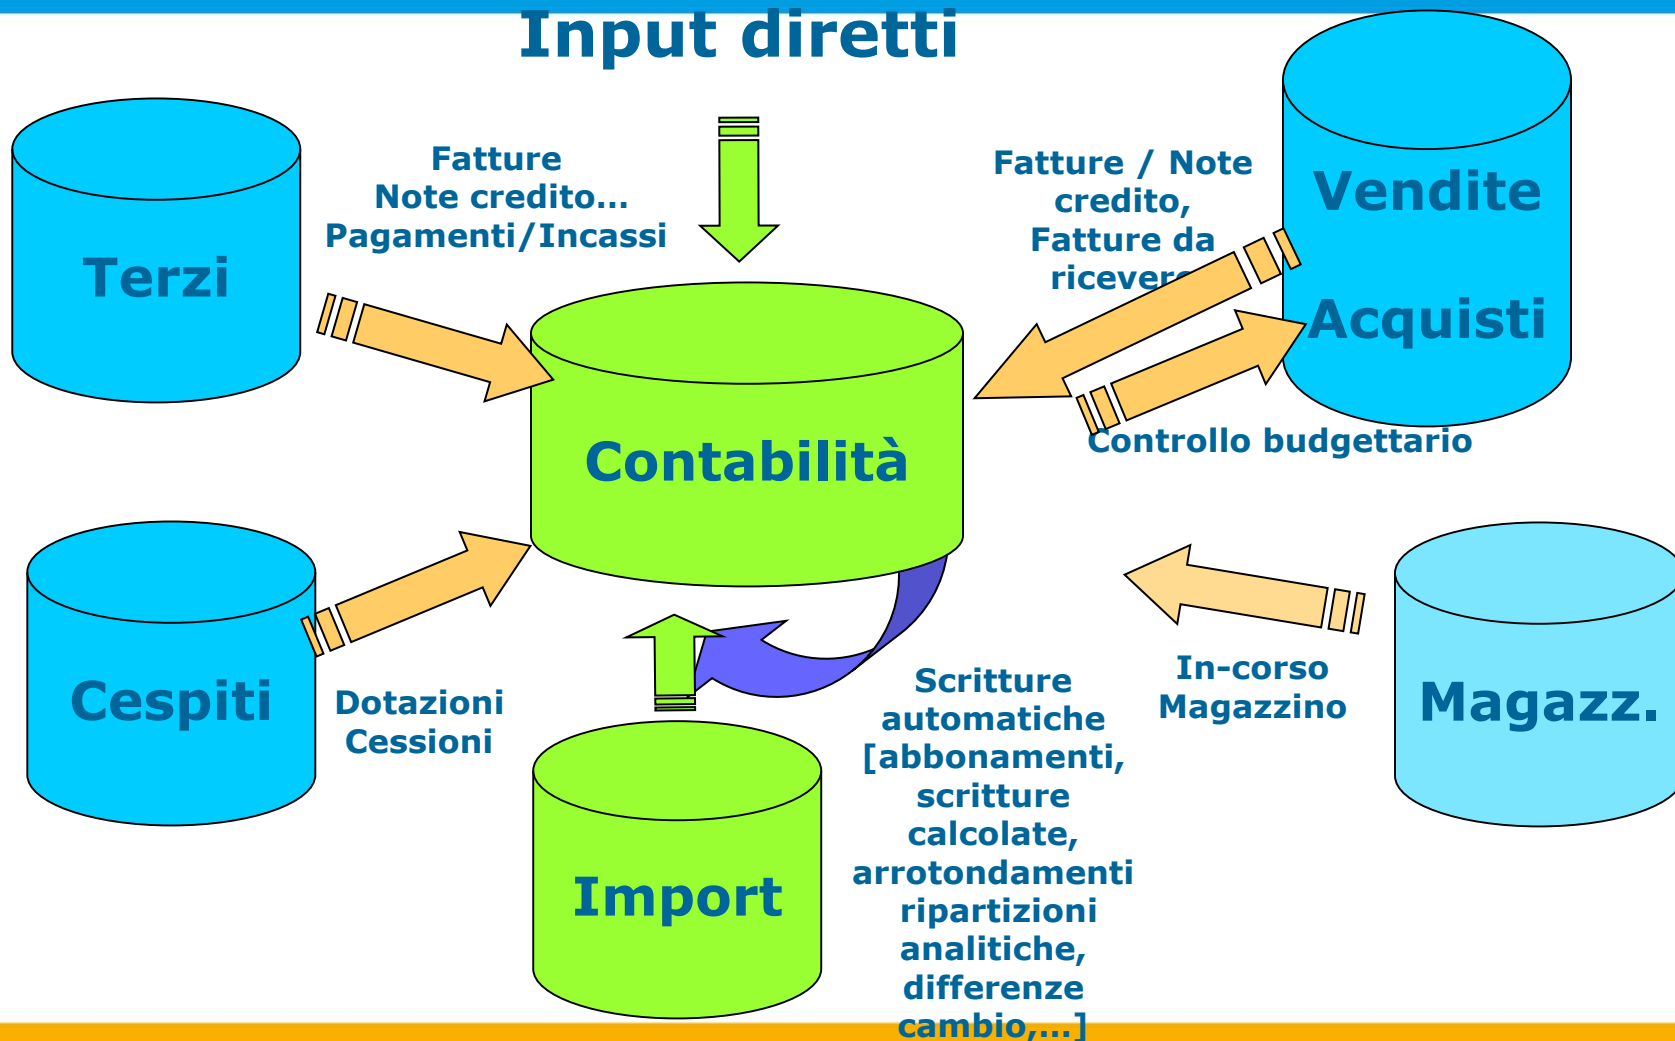 Input diretti
Fatture
Note credito…
Pagamenti/Incassi
Fatture / Note
credito,
Fatture da
ricevere
Vendite
Acquisti
Terzi
Contabilità
Controllo budgettario
Cespiti
Dotazioni
Cessioni
Import
Scritture
automatiche
[abbonamenti,
scritture
calcolate,
arrotondamenti
ripartizioni
analitiche,
differenze
cambio,…]
In-corso
Magazzino
Magazz.